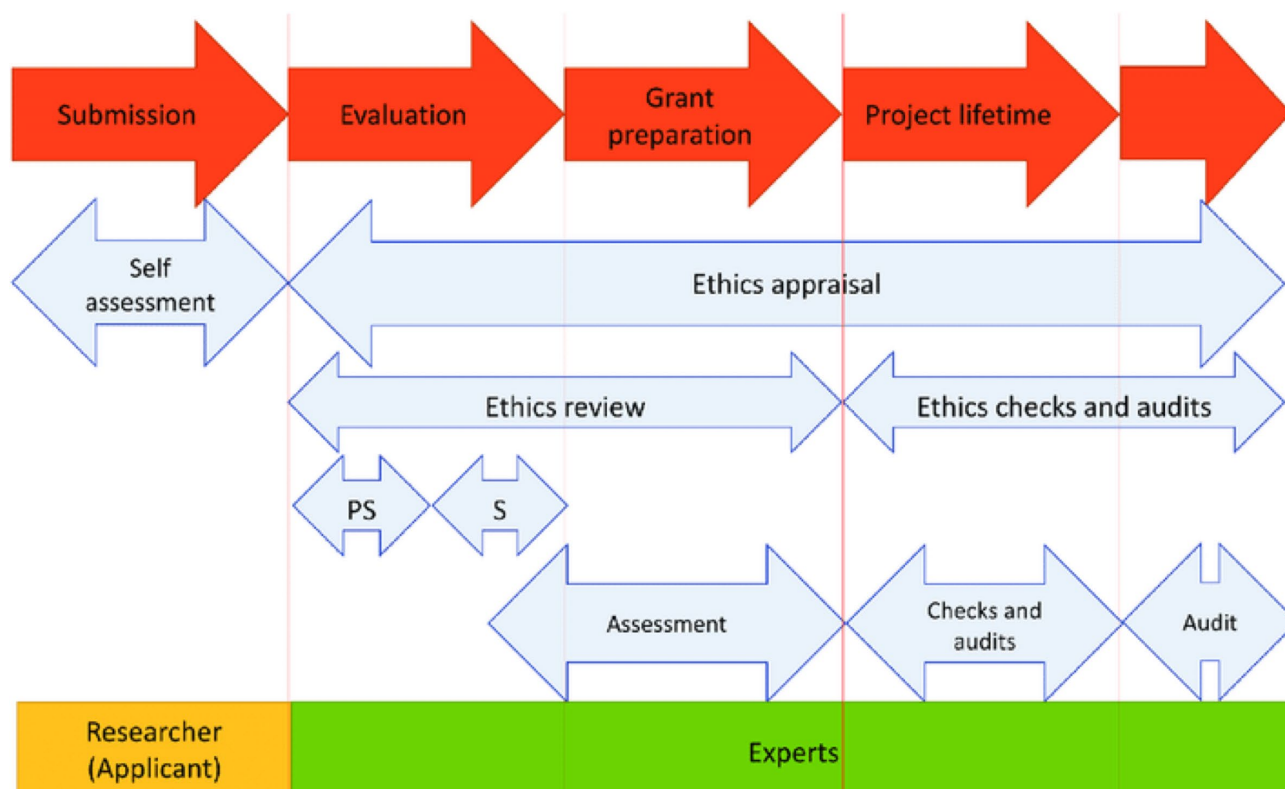 Submission
Evaluation
Grant
preparation
Project lifetime
Self
assessment
Ethics appraisal
Ethics review
Ethics checks and audits
PS
S
Assessment
Checks and
audits
Audit
Researcher
(Applicant)
Experts